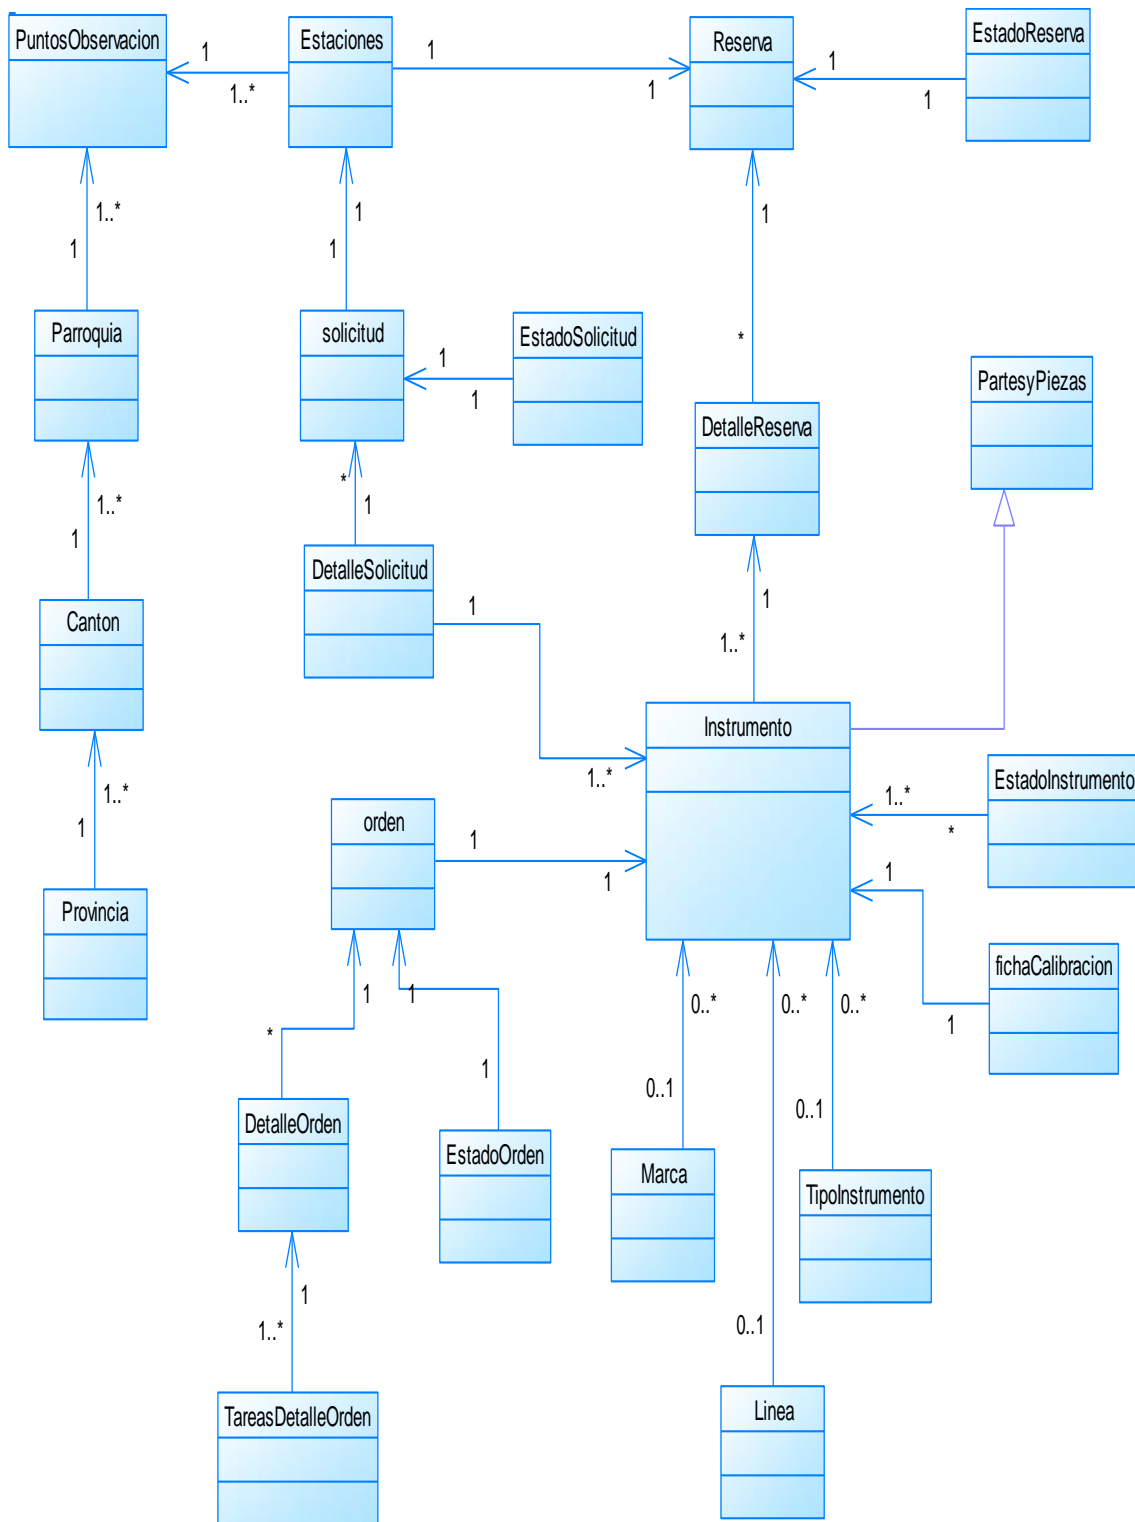 PuntosObservacion
Estaciones
Reserva
EstadoReserva
1
1..*
1
1
1
1
1..*
1
1
1
1
*
Parroquia
solicitud
EstadoSolicitud
1
1
PartesyPiezas
DetalleReserva
1..*
1
*
1
1
1..*
DetalleSolicitud
1
1..*
Canton
Instrumento
1..*
1
orden
1
1
EstadoInstrumento
1..*
*
Provincia
1
1
fichaCalibracion
1
*
1
1
0..*
0..*
0..*
0..1
0..1
0..1
DetalleOrden
EstadoOrden
Marca
TipoInstrumento
1
1..*
TareasDetalleOrden
Linea